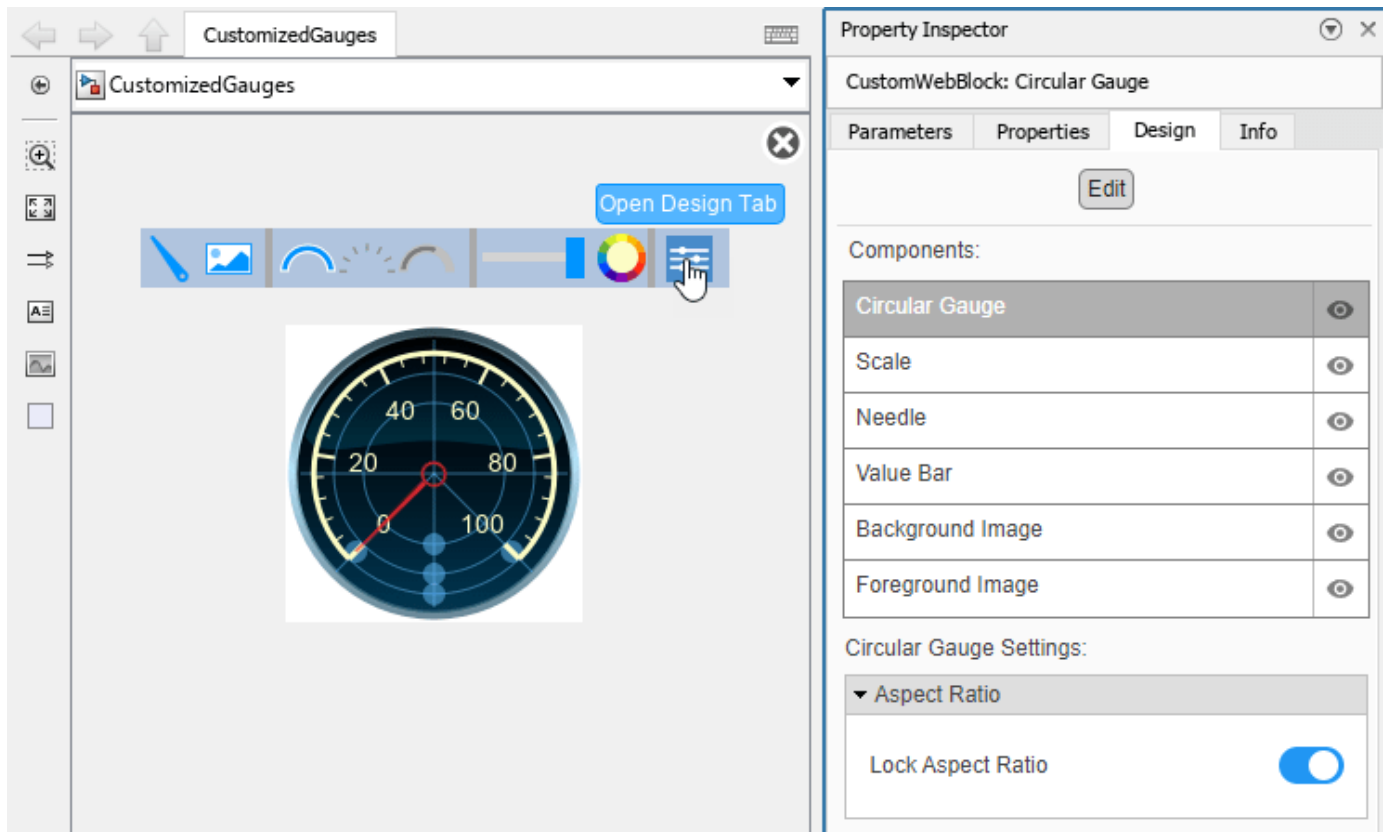 CustomizedGauges
CustomizedGauges
Open Design Tab
40 60
20 80
0 100
Property Inspector
CustomWebBlock: Circular Gauge
Parameters Properties Design Info
Edit
Components:
Circular Gauge
Scale
Needle
Value Bar
Background Image
Foreground Image
Circular Gauge Settings:
Aspect Ratio
Lock Aspect Ratio